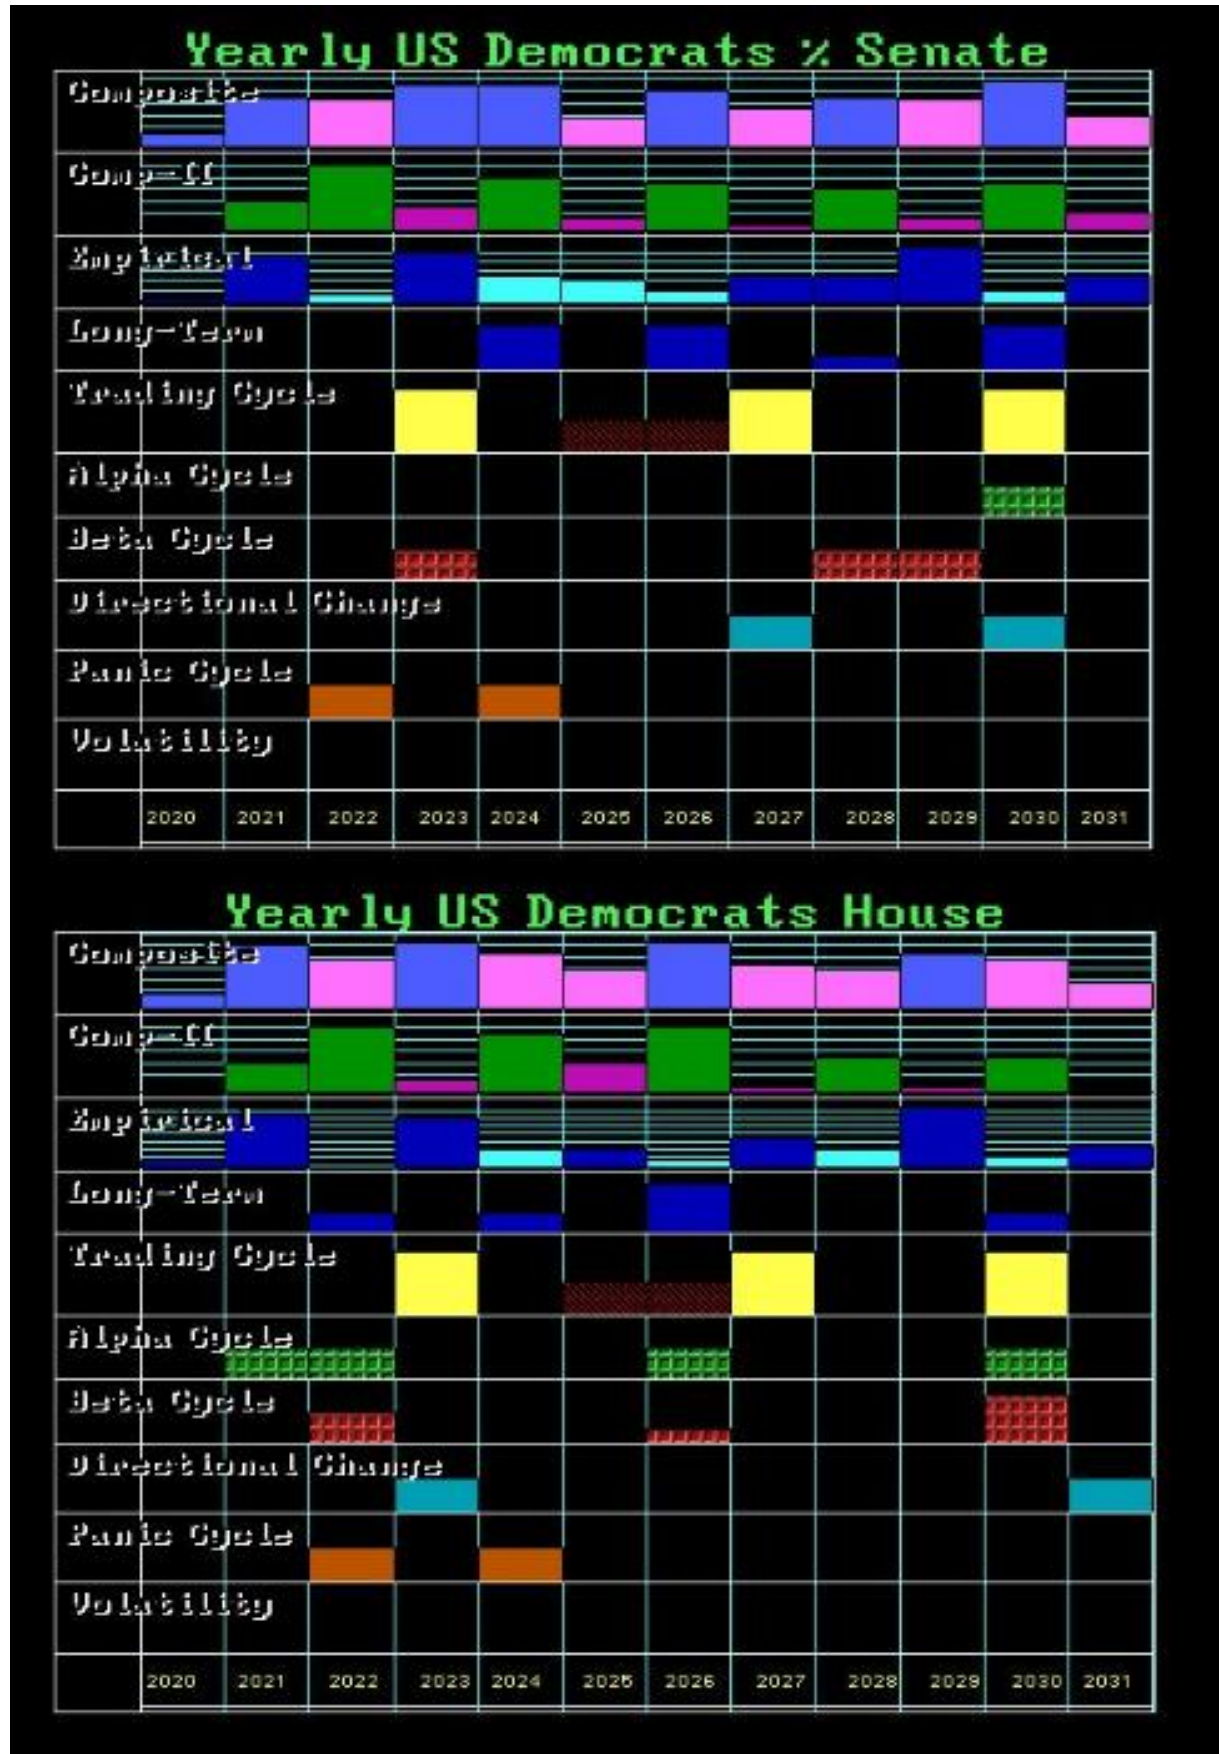 Yearly US Democrats % Senate
Composite
Comp-II
Empirical
Long-Term
Trading Cycle
Alpha Cycle
Beta Cycle
Directional Change
Panic Cycle
Volatility
2020 2021 2022 2023 2024 2025 2026 2027 2028 2029 2030 2031
Yearly US Democrats House
Composite
Comp-II
Empirical
Long-Term
Trading Cycle
Alpha Cycle
Beta Cycle
Directional Change
Panic Cycle
Volatility
2020 2021 2022 2023 2024 2025 2026 2027 2028 2029 2030 2031